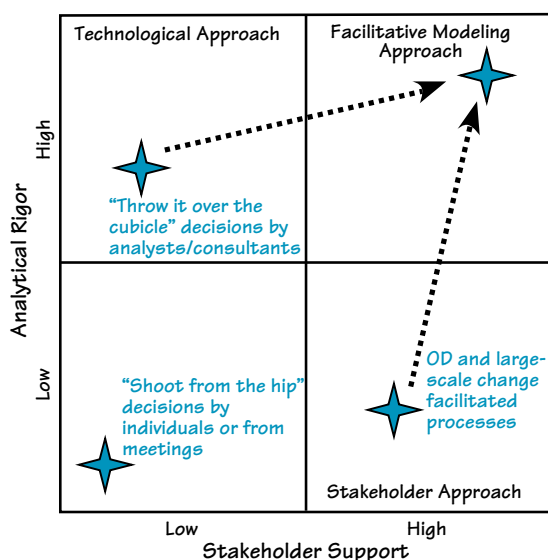 Technological Approach
Facilitative Modeling
Approach
High
Analytical Rigor
"Throw it over the
cubicle" decisions by
analysts/consultants
Low
"Shoot from the hip"
decisions by
individuals or from
meetings
OD and large-
scale change
facilitated
processes
Stakeholder Approach
Low
High
Stakeholder Support